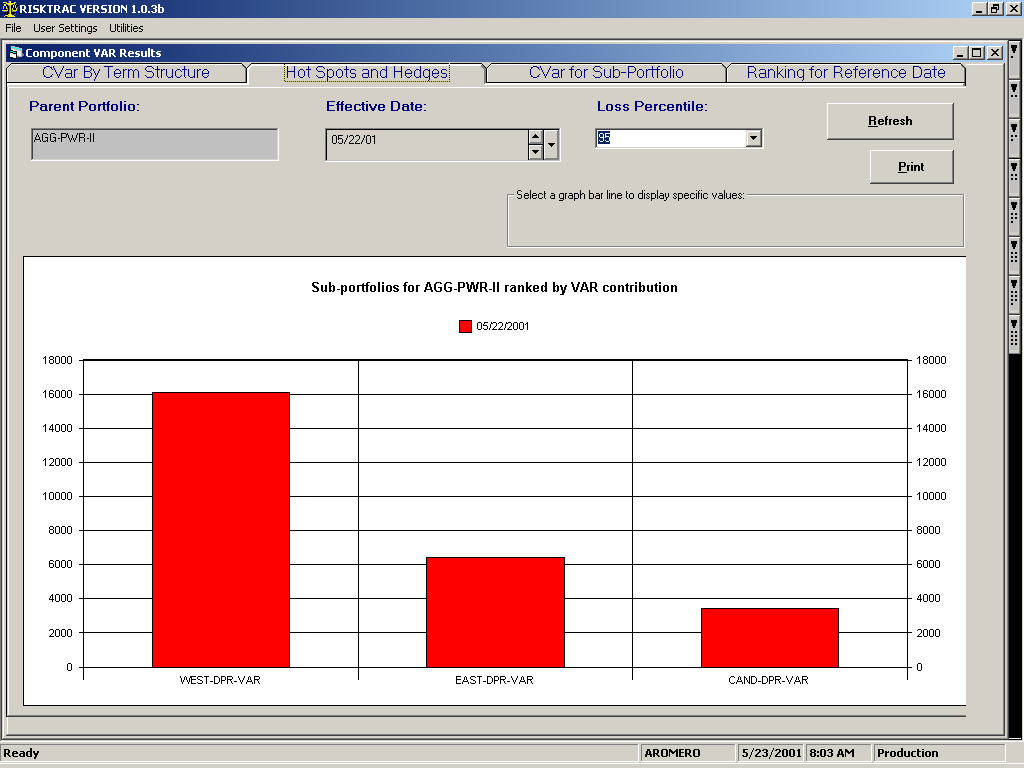 RISKTRAC VERSION 1.0.3b
File User Settings Utilities
Component VAR Results
CVar By Term Structure Hot Spots and Hedges CVar for Sub-Portfolio Ranking for Reference Date
Parent Portfolio: Effective Date: Loss Percentile:
Refresh
AGG-PWR-II 05/22/01 95
Print
Select a graph bar line to display specific values:
Sub-portfolios for AGG-PWR-II ranked by VAR contribution
05/22/2001
18000 18000
16000 16000
14000 14000
12000 12000
10000 10000
8000 8000
6000 6000
4000 4000
2000 2000
0 0
WEST-DPR-VAR EAST-DPR-VAR CAND-DPR-VAR
Ready AROMERO 5/23/2001 8:03 AM Production